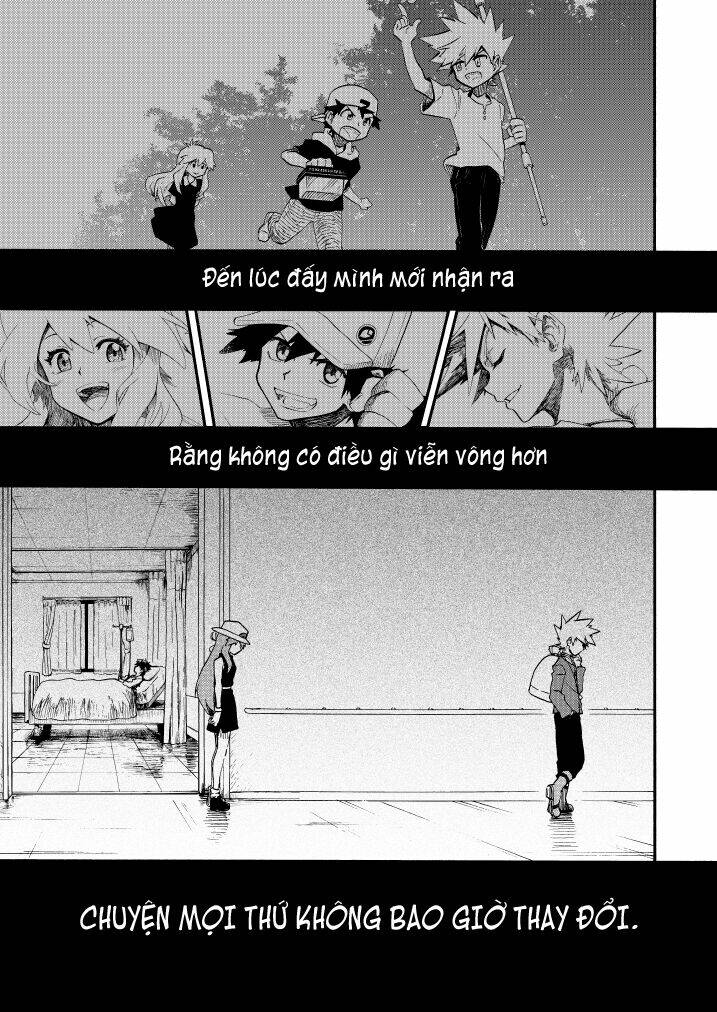 Đến lúc đấy mình mới nhận ra
Rằng không có điều gì viễn vông hơn
CHUYỆN MỌI THỨ KHÔNG BAO GIỜ THAY ĐỔI.